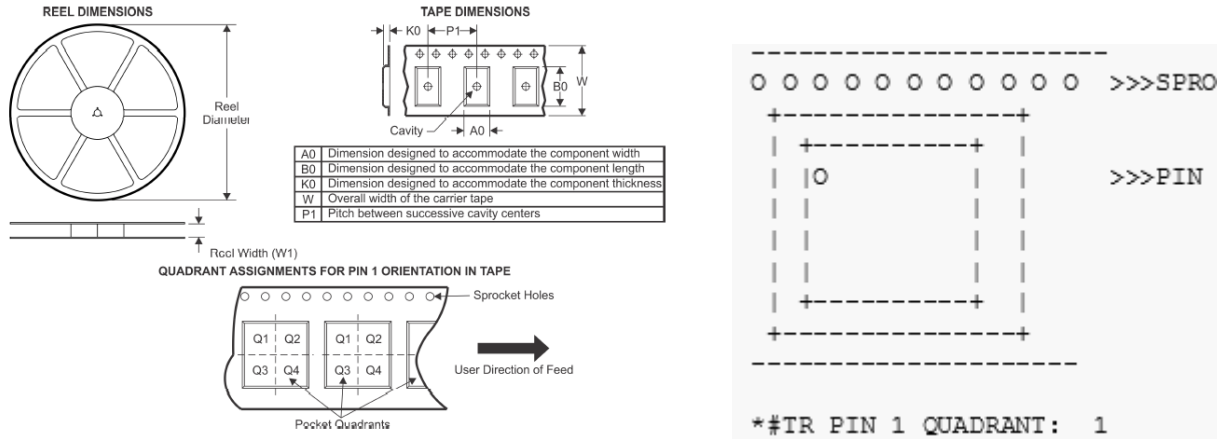 REEL DIMENSIONS
Reel
Diameter
Reel Width (W1)
TAPE DIMENSIONS
K0 P1
B0 W
Cavity
A0
A0 Dimension designed to accommodate the component width
B0 Dimension designed to accommodate the component length
K0 Dimension designed to accommodate the component thickness
W Overall width of the carrier tape
P1 Pitch between successive cavity centers
QUADRANT ASSIGNMENTS FOR PIN 1 ORIENTATION IN TAPE
Sprocket Holes
Q1 Q2 Q1 Q2
Q3 Q4 Q3 Q4
User Direction of Feed
Pocket Quadrants
-----------------------
O O O O O O O O O O O >>>SPRO
+----------------+
| +-----------+ |
| |O | | >>>PIN
| | | |
| | | |
| | | |
| | | |
| +-----------+ |
+----------------+
---------------------
*#TR PIN 1 QUADRANT: 1